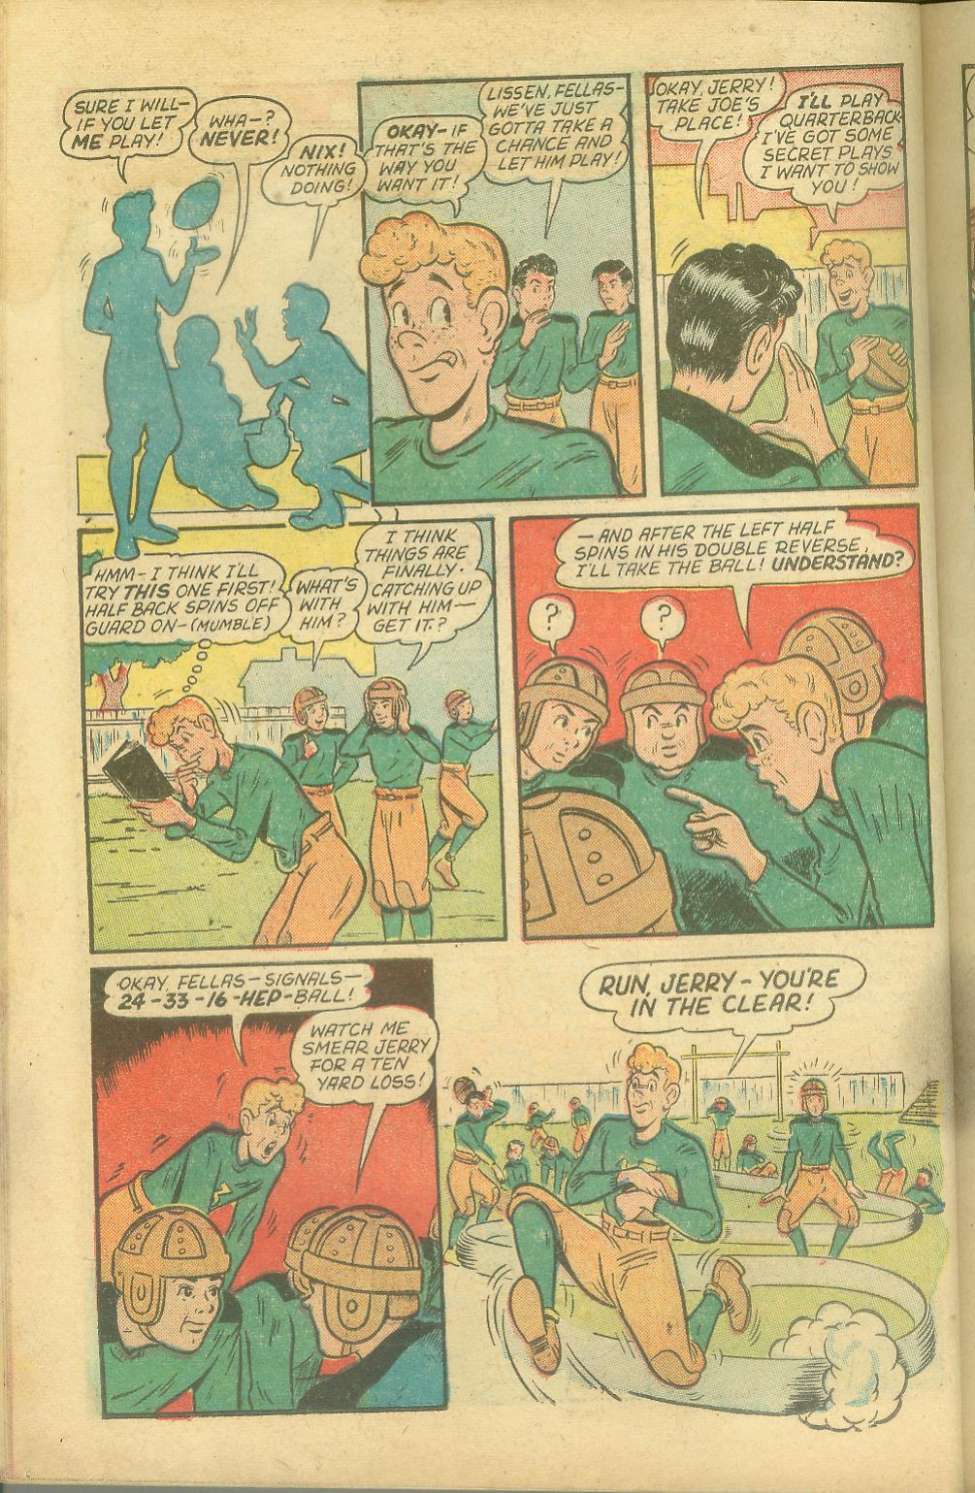 SURE I WILL-
IF YOU LET
ME PLAY!
WHA-?
NEVER!
NIX!
NOTHING
DOING!
OKAY-IF
THAT'S THE
WAY YOU
WANT IT!
LISSEN, FELLAS-
WE'VE JUST
GOTTA TAKE A
CHANCE AND
LET HIM PLAY!
OKAY, JERRY!
TAKE JOE'S
PLACE!
I'LL PLAY
QUARTERBACK
I'VE GOT SOME
SECRET PLAYS
I WANT TO SHOW
YOU!
HMM-I THINK I'LL
TRY THIS ONE FIRST!
HALF BACK SPINS OFF
GUARD ON-(MUMBLE)
WHAT'S
WITH
HIM?
I THINK
THINGS ARE
FINALLY
CATCHING UP
WITH HIM-
GET IT?
-AND AFTER THE LEFT HALF
SPINS IN HIS DOUBLE REVERSE,
I'LL TAKE THE BALL! UNDERSTAND?
?
?
OKAY, FELLAS-SIGNALS-
24-33-16-HEP-BALL!
WATCH ME
SMEAR JERRY
FOR A TEN
YARD LOSS!
RUN, JERRY-YOU'RE
IN THE CLEAR!